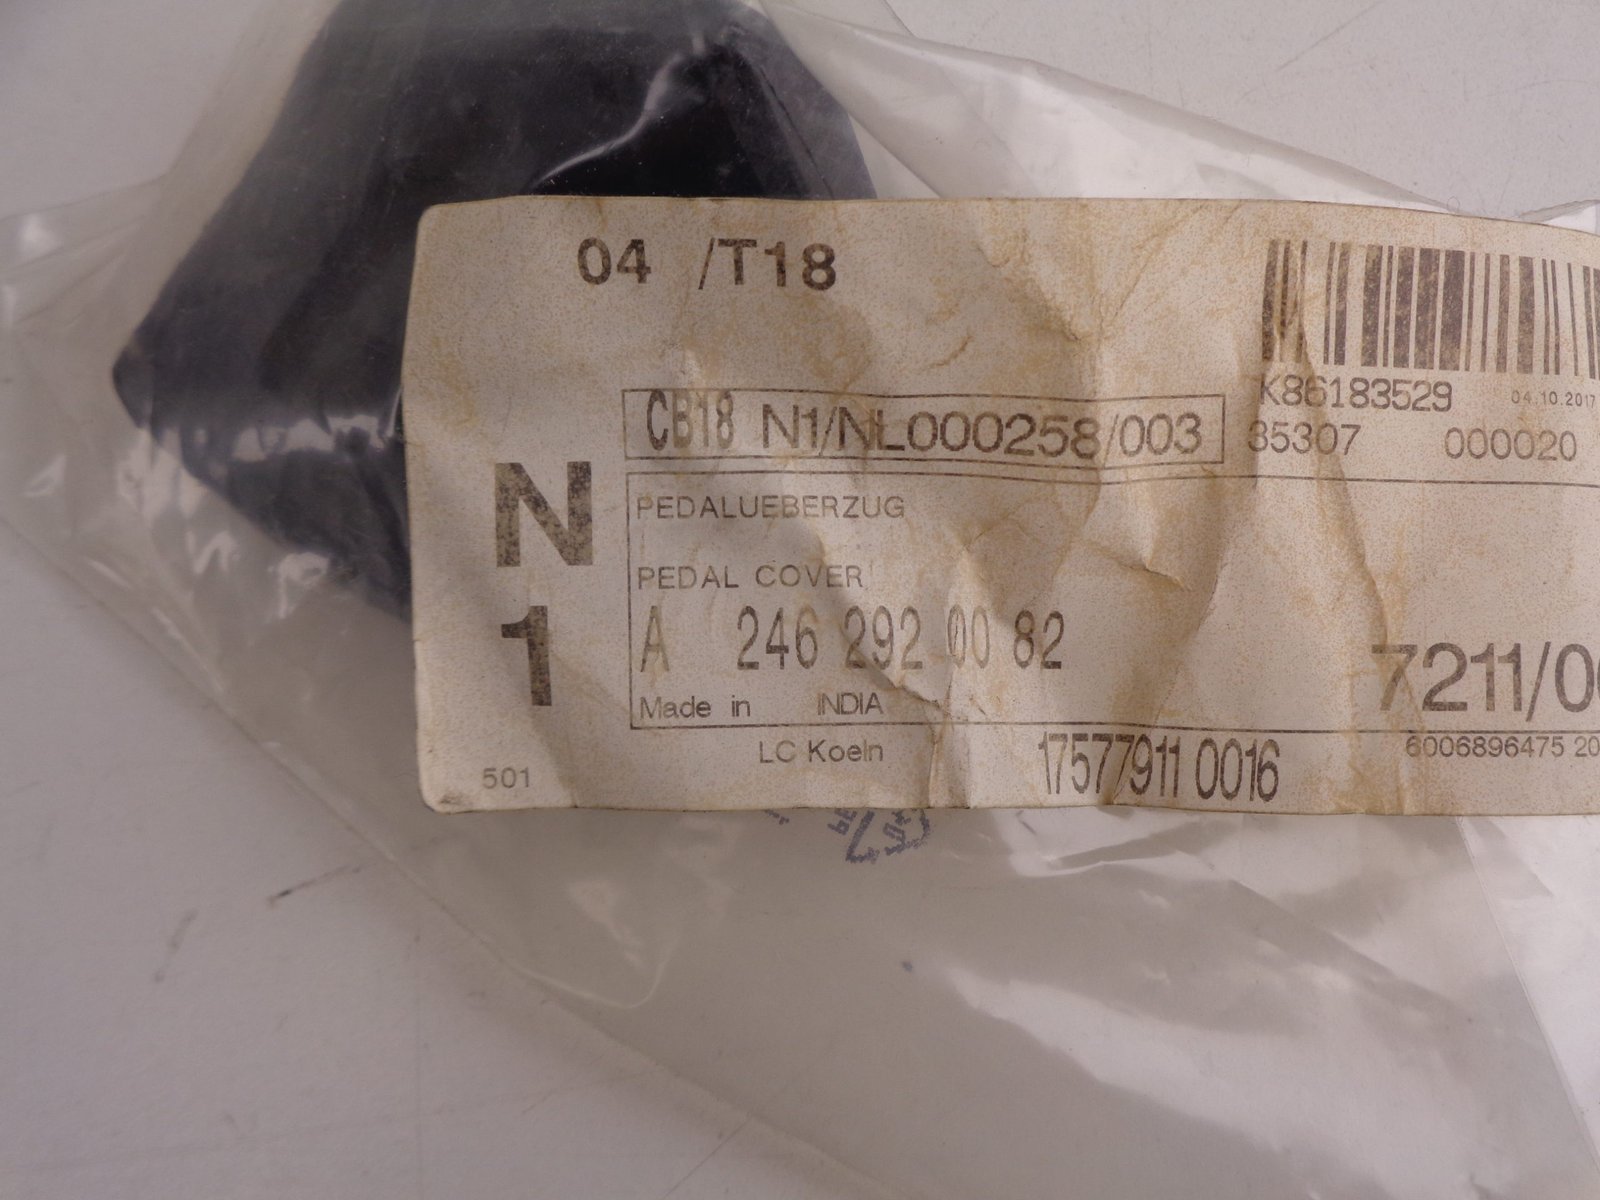 04 /T18
K86183529 04.10.2017
CB18 N1/NL000258/003
35307 000020
N
1
PEDALUEBERZUG
PEDAL COVER
A 246 292 00 82
7211/00
Made in INDIA
LC Koeln
17577911 0016
6006896475 20
501